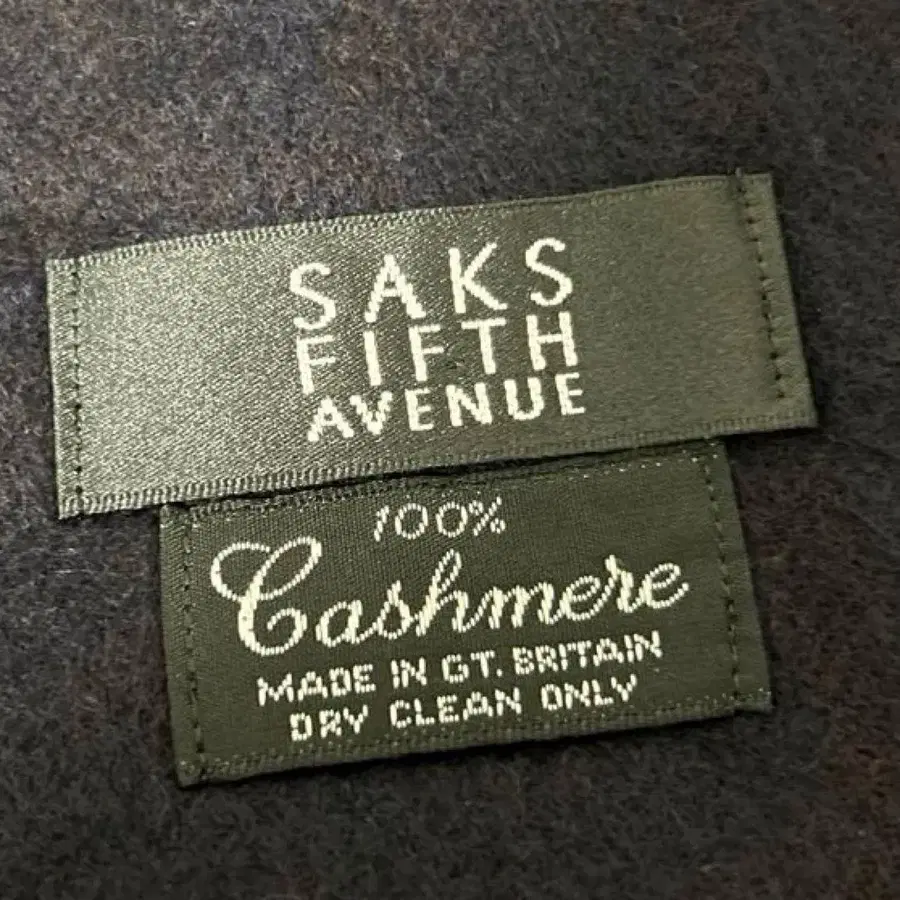 SAKS
FIFTH
AVENUE
100%
Cashmere
MADE IN GT. BRITAIN
DRY CLEAN ONLY